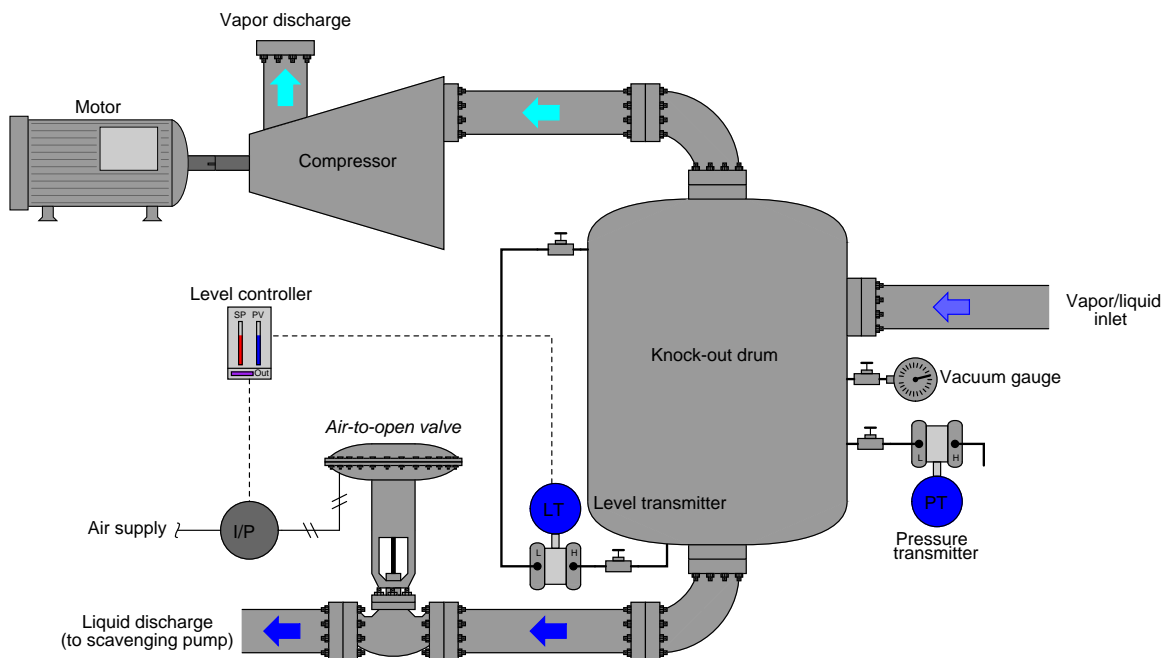 Vapor discharge
Motor
Compressor
Level controller
SP PV
Out
Knock-out drum
Vapor/liquid
inlet
Vacuum gauge
Air-to-open valve
L H
PT
Pressure
transmitter
LT
Level transmitter
L H
Air supply
I/P
Liquid discharge
(to scavenging pump)